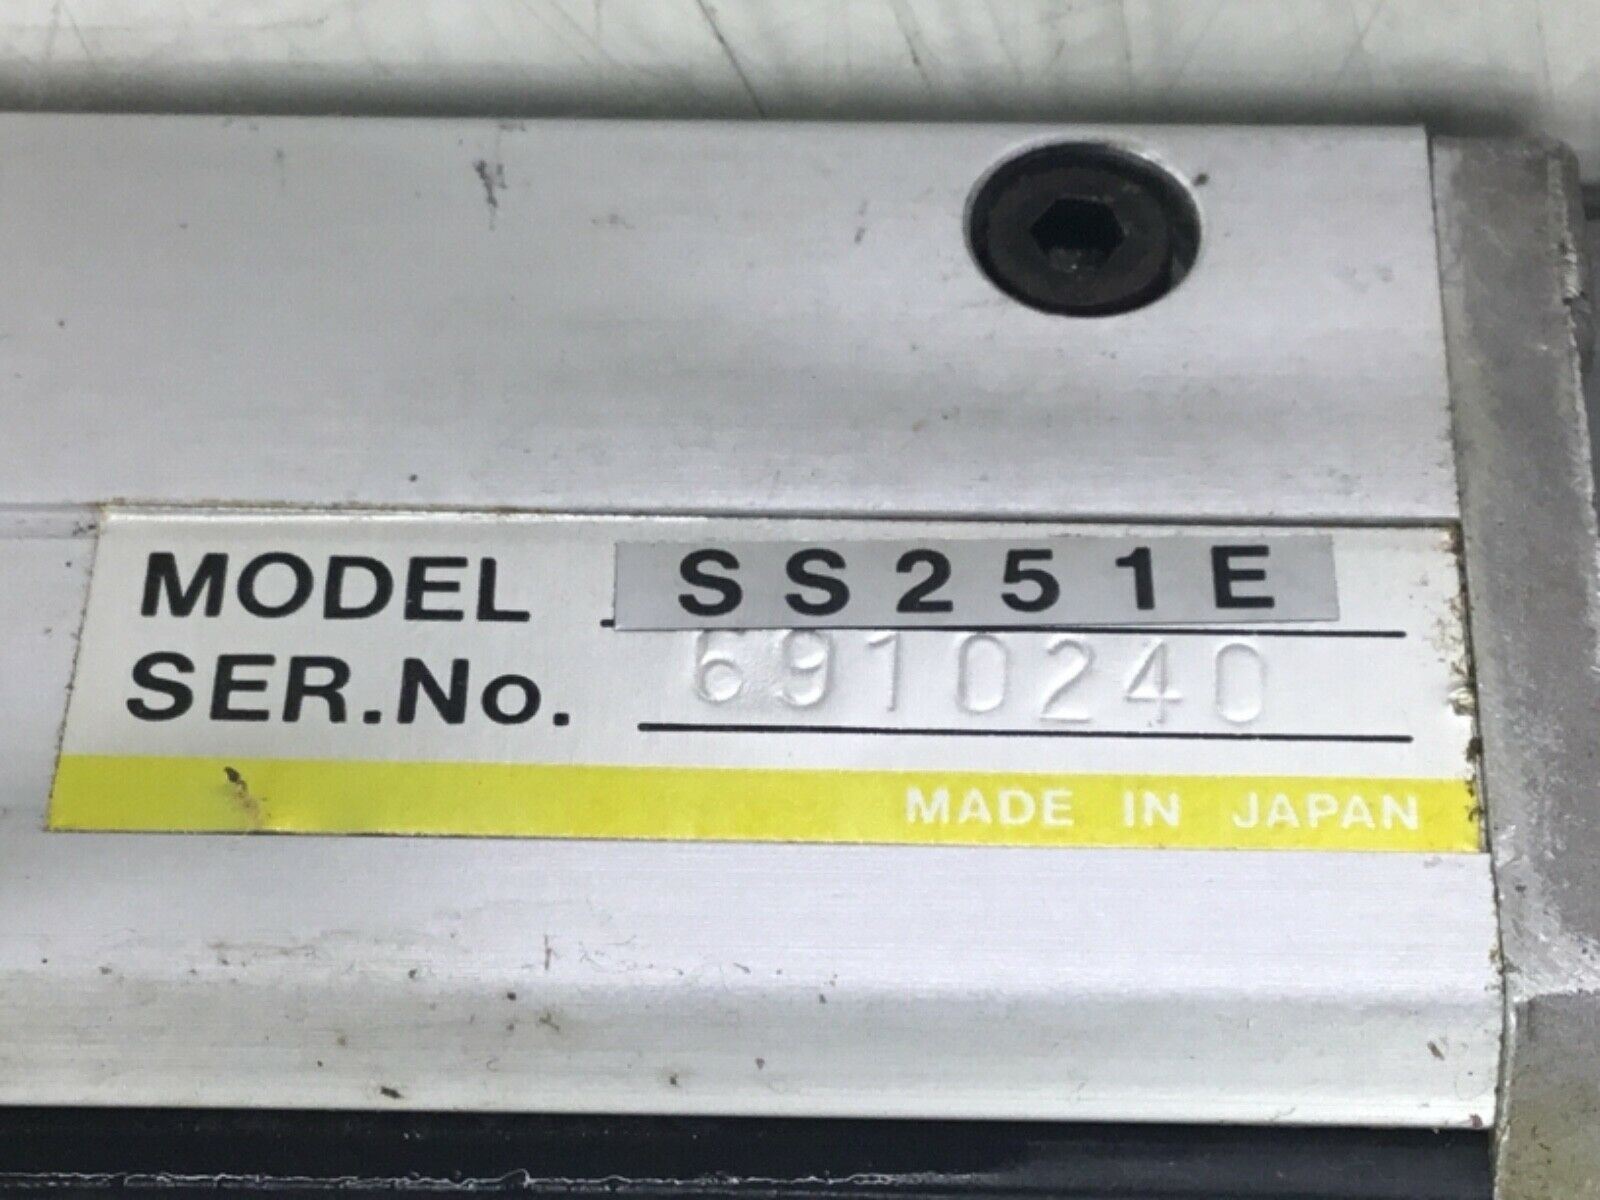 MODEL SS251E
SER.No. 6910240
MADE IN JAPAN